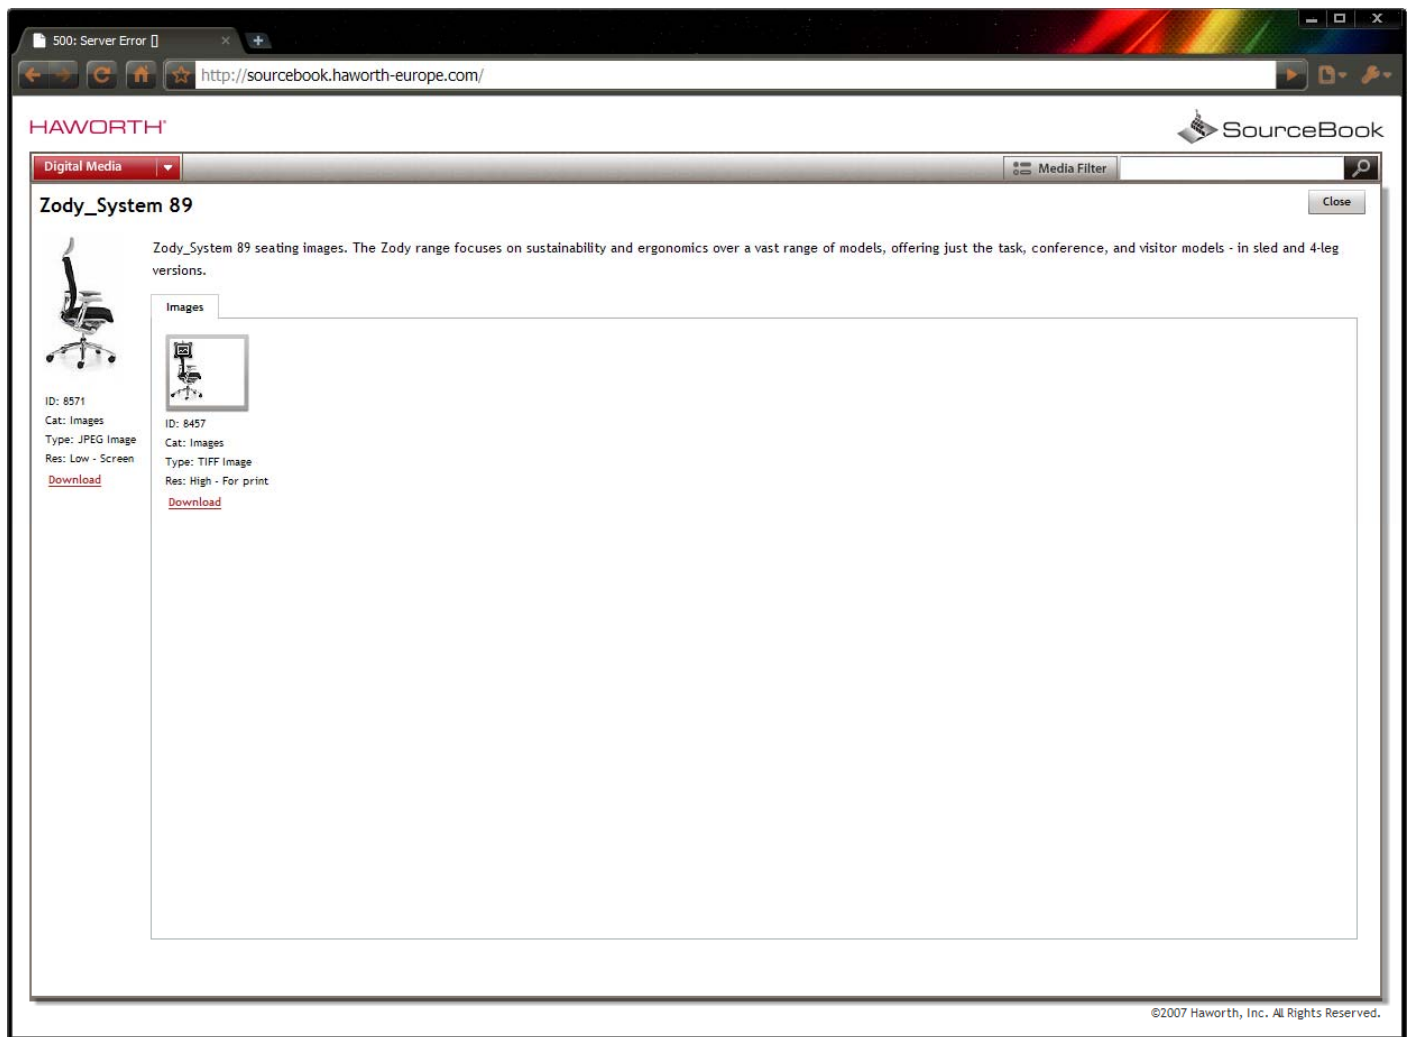 500: Server Error []
http://sourcebook.haworth-europe.com/
HAWORTH®
SourceBook
Digital Media
Media Filter
Zody_System 89
Close
Zody_System 89 seating images. The Zody range focuses on sustainability and ergonomics over a vast range of models, offering just the task, conference, and visitor models - in sled and 4-leg
versions.
Images
ID: 8571
Cat: Images
Type: JPEG Image
Res: Low - Screen
Download
ID: 8457
Cat: Images
Type: TIFF Image
Res: High - For print
Download
©2007 Haworth, Inc. All Rights Reserved.